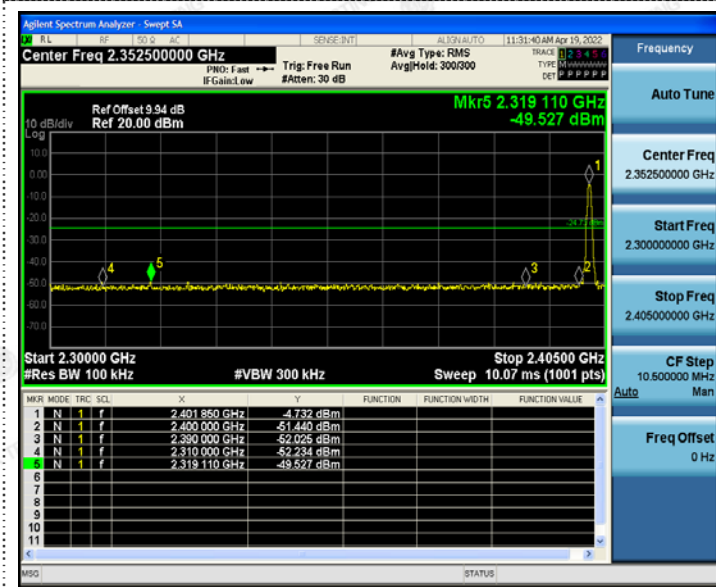 Agilent Spectrum Analyzer - Swept SA
RL RF 50 Ω AC SENSE:INT ALIGN AUTO 11:31:40 AM Apr 19, 2022
Center Freq 2.352500000 GHz #Avg Type: RMS TRACE 1 2 3 4 5 6
PNO: Fast Trig: Free Run Avg|Hold: 300/300 TYPE M
IFGain:Low #Atten: 30 dB DET P P P P P P
Mkr5 2.319 110 GHz
Ref Offset 9.94 dB
10 dB/div Ref 20.00 dBm -49.527 dBm
Log
10.0
0.00
-10.0
-20.0
-30.0
-40.0
-50.0
-60.0
-70.0
1
4 5 3 2
Start 2.30000 GHz Stop 2.40500 GHz
#Res BW 100 kHz #VBW 300 kHz Sweep 10.07 ms (1001 pts)
MKR MODE TRC SCL X Y FUNCTION FUNCTION WIDTH FUNCTION VALUE
1 N 1 f 2.401 850 GHz -4.732 dBm
2 N 1 f 2.400 000 GHz -51.440 dBm
3 N 1 f 2.390 000 GHz -52.025 dBm
4 N 1 f 2.310 000 GHz -52.234 dBm
5 N 1 f 2.319 110 GHz -49.527 dBm
6
7
8
9
10
11
MSG STATUS
Frequency
Auto Tune
Center Freq
2.352500000 GHz
Start Freq
2.300000000 GHz
Stop Freq
2.405000000 GHz
CF Step
10.500000 MHz
Auto Man
Freq Offset
0 Hz